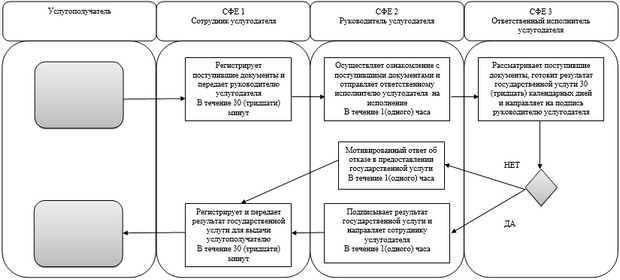 Услугополучатель
СФЕ 1
Сотрудник услугодателя
СФЕ 2
Руководитель услугодателя
СФЕ 3
Ответственный исполнитель
услугодателя
Регистрирует
поступившие документы и
передает руководителю
услугодателя
В течение 30 (тридцати)
минут
Осуществляет ознакомление с
поступившими документами и
отправляет ответственному
исполнителю услугодателя на
исполнение
В течение 1(одного) часа
Рассматривает поступившие
документы, готовит результат
государственной услуги 30
(тридцать) календарных дней
и направляет на подпись
руководителю услугодателя
Мотивированный ответ об
отказе в предоставлении
государственной услуги
В течение 1(одного) часа
НЕТ
Регистрирует и передает
результат государственной
услуги для выдачи
услугополучателю
В течение 30 (тридцати)
минут
Подписывает результат
государственной услуги и
направляет сотруднику
услугодателя
В течение 1(одного) часа
ДА